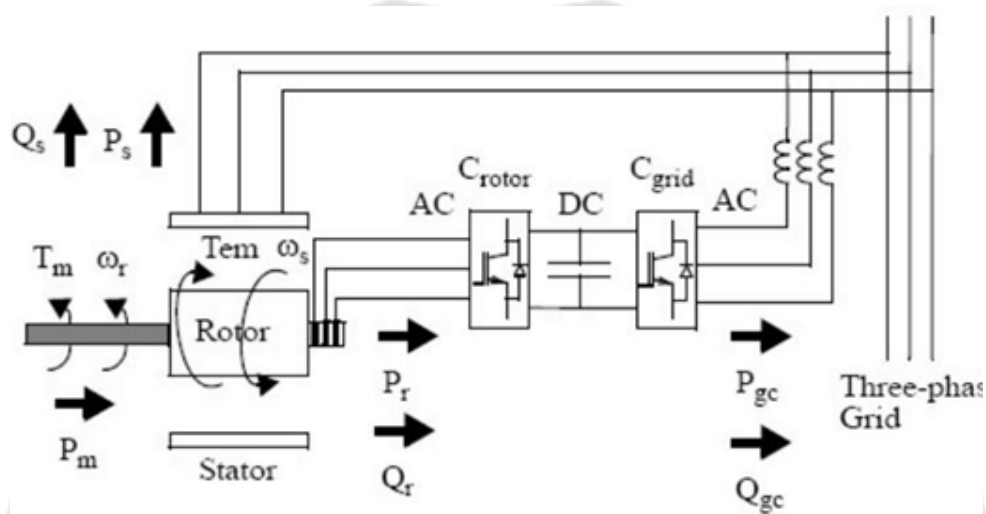 Qs Ps
Crotor Cgrid
AC DC AC
Tm ωr Tem ωs
Rotor
Pm Pr Pgc
Three-phas
Grid
Stator Qr Qgc